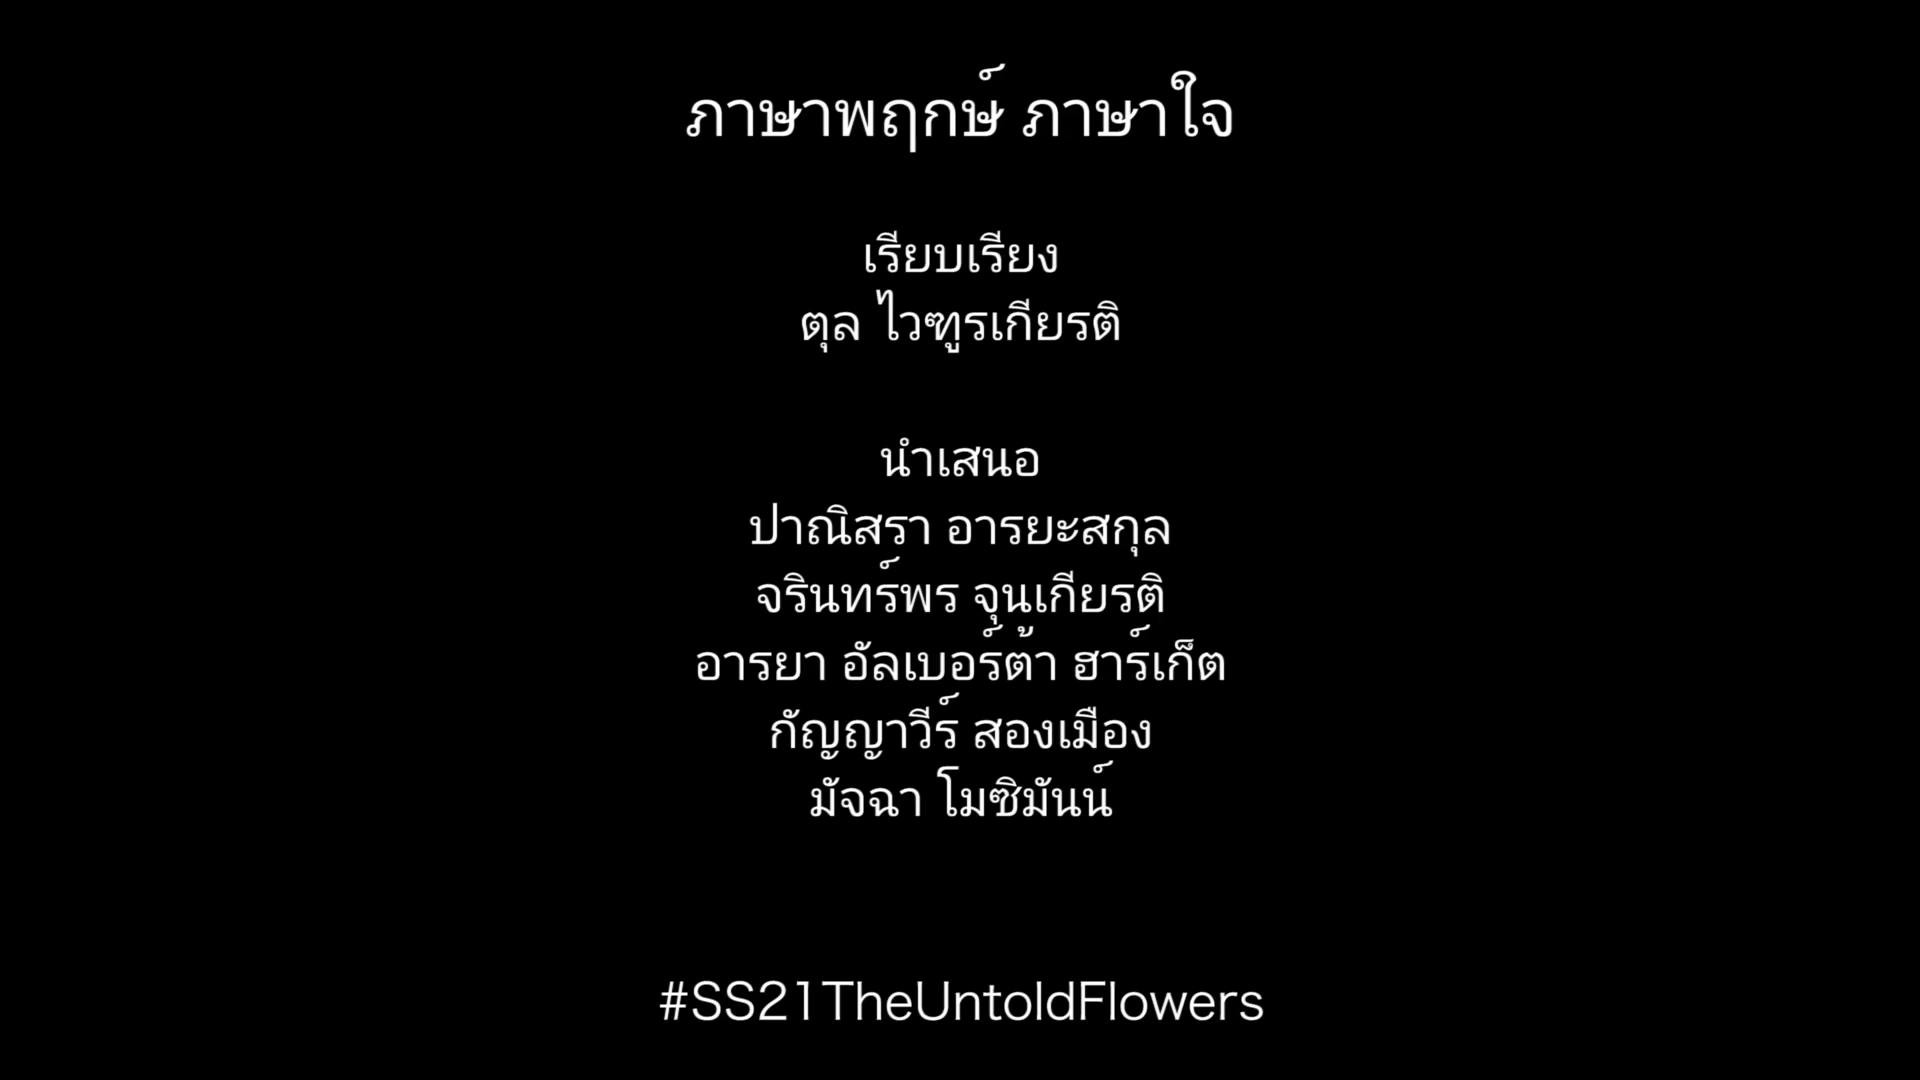 ภาษาพฤกษ์ ภาษาใจ
เรียบเรียง
ตุล ไวฑูรเกียรติ
นำเสนอ
ปาณิสรา อารยะสกุล
จรินทร์พร จุนเกียรติ
อารยา อัลเบอร์ต้า ฮาร์เก็ต
กัญญาวีร์ สองเมือง
มัจฉา โมซิมันน์
#SS21TheUntoldFlowers